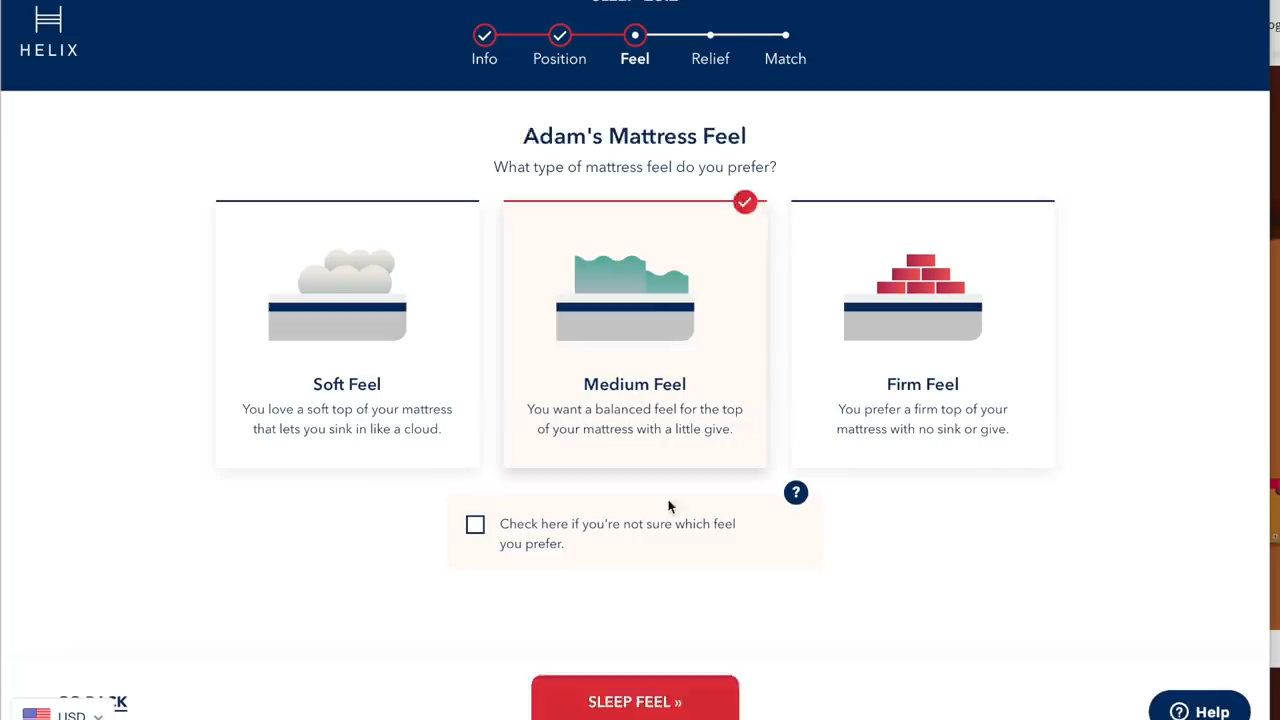 HELIX
Info
Position
Feel
Relief
Match
Adam's Mattress Feel
What type of mattress feel do you prefer?
Soft Feel
You love a soft top of your mattress
that lets you sink in like a cloud.
Medium Feel
You want a balanced feel for the top
of your mattress with a little give.
Firm Feel
You prefer a firm top of your
mattress with no sink or give.
?
Check here if you're not sure which feel
you prefer.
SLEEP FEEL »
USD
? Help